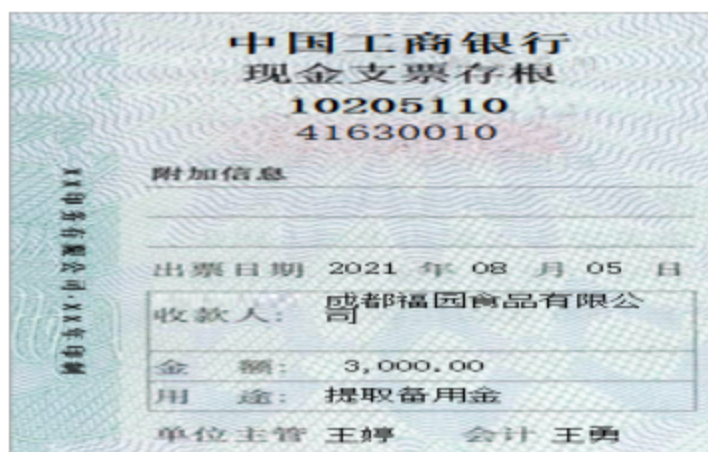 中国工商银行
现金支票存根
10205110
41630010
附加信息
出票日期 2021 年 08 月 05 日
收款人: 成都福园食品有限公
司
金 额: 3,000.00
用 途: 提取备用金
单位主管 王婷 会计 王勇